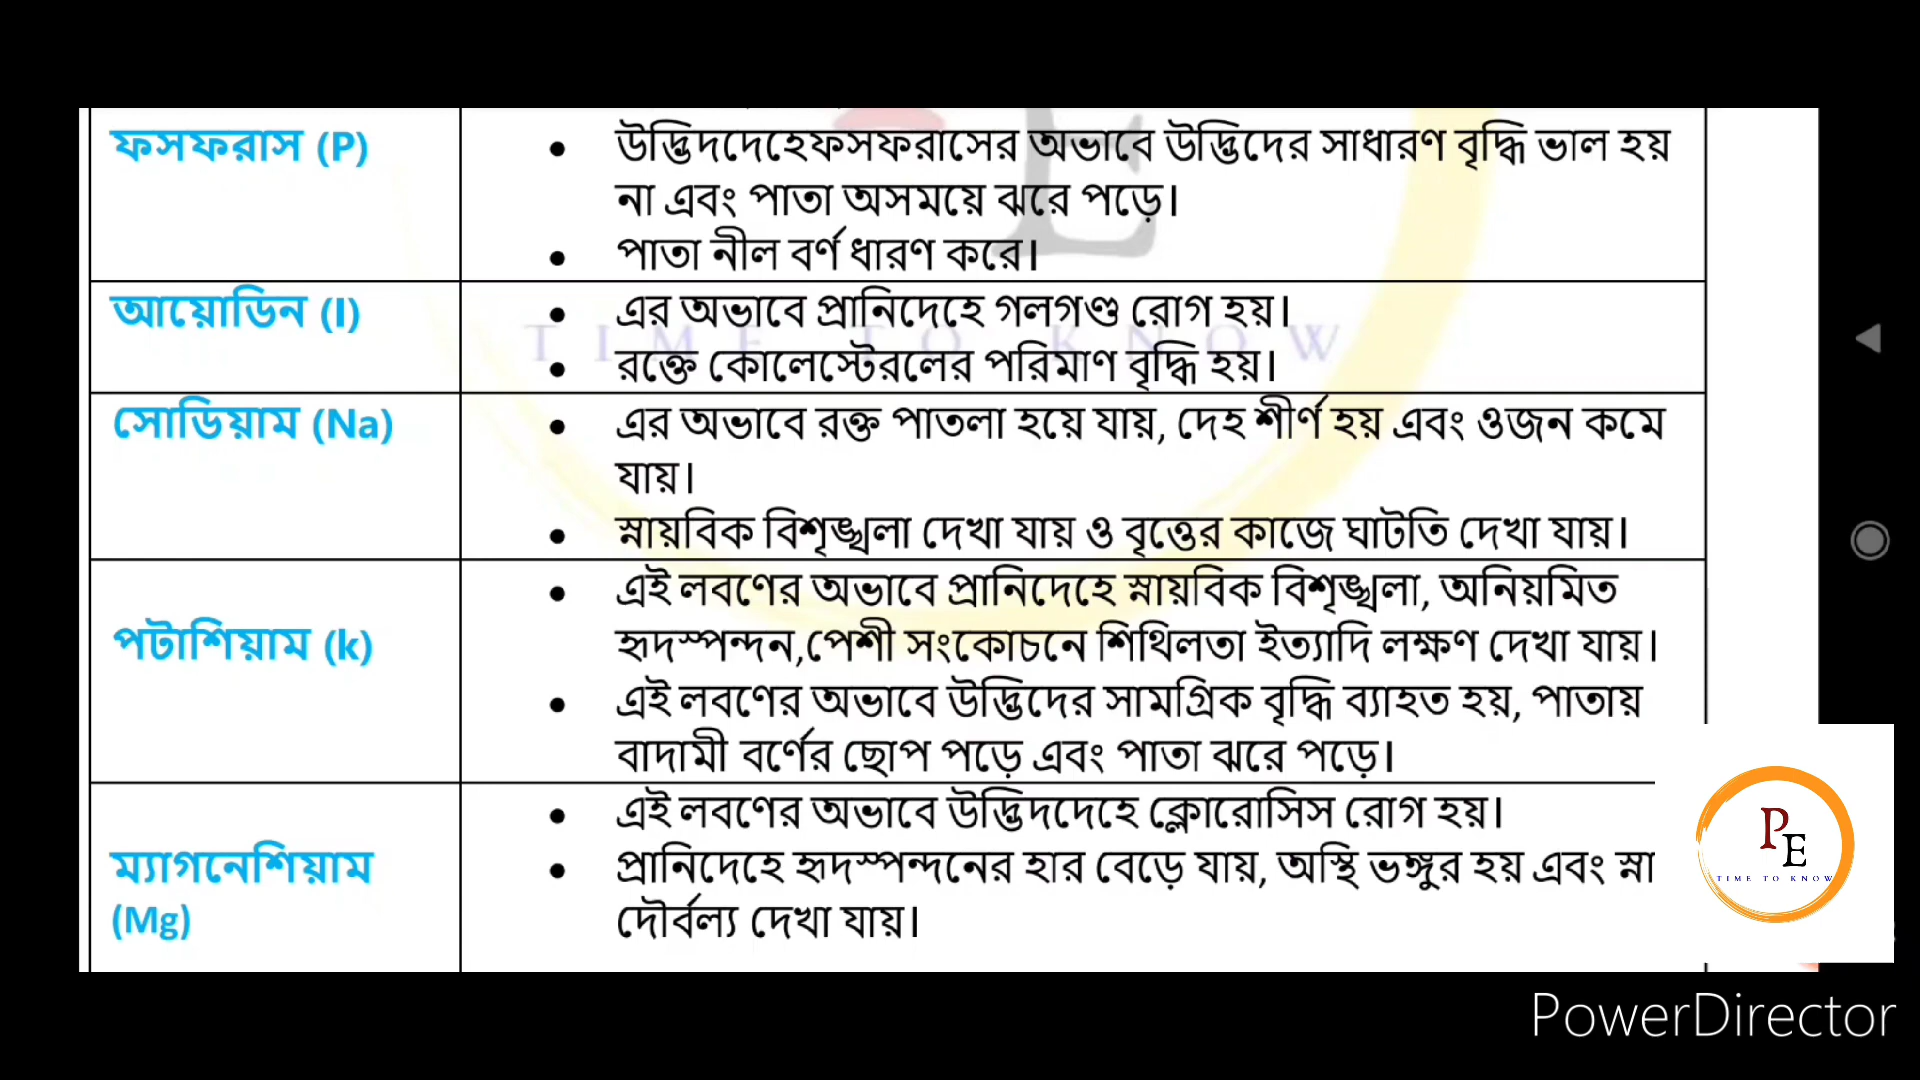 ফসফরাস (P)
• উদ্ভিদদেহেফসফরাসের অভাবে উদ্ভিদের সাধারণ বৃদ্ধি ভাল হয়
না এবং পাতা অসময়ে ঝরে পড়ে।
• পাতা নীল বর্ণ ধারণ করে।
আয়োডিন (I)
• এর অভাবে প্রানিদেহে গলগণ্ড রোগ হয়।
• রক্তে কোলেস্টেরলের পরিমাণ বৃদ্ধি হয়।
TIME TO KNOW
সোডিয়াম (Na)
• এর অভাবে রক্ত পাতলা হয়ে যায়, দেহ শীর্ণ হয় এবং ওজন কমে
যায়।
• স্নায়বিক বিশৃঙ্খলা দেখা যায় ও বৃত্তের কাজে ঘাটতি দেখা যায়।
পটাশিয়াম (k)
• এই লবণের অভাবে প্রানিদেহে স্নায়বিক বিশৃঙ্খলা, অনিয়মিত
হৃদস্পন্দন,পেশী সংকোচনে শিথিলতা ইত্যাদি লক্ষণ দেখা যায়।
• এই লবণের অভাবে উদ্ভিদের সামগ্রিক বৃদ্ধি ব্যাহত হয়, পাতায়
বাদামী বর্ণের ছোপ পড়ে এবং পাতা ঝরে পড়ে।
ম্যাগনেশিয়াম
(Mg)
• এই লবণের অভাবে উদ্ভিদদেহে ক্লোরোসিস রোগ হয়।
• প্রানিদেহে হৃদস্পন্দনের হার বেড়ে যায়, অস্থি ভঙ্গুর হয় এবং স্না
দৌর্বল্য দেখা যায়।
PE
TIME TO KNOW
PowerDirector